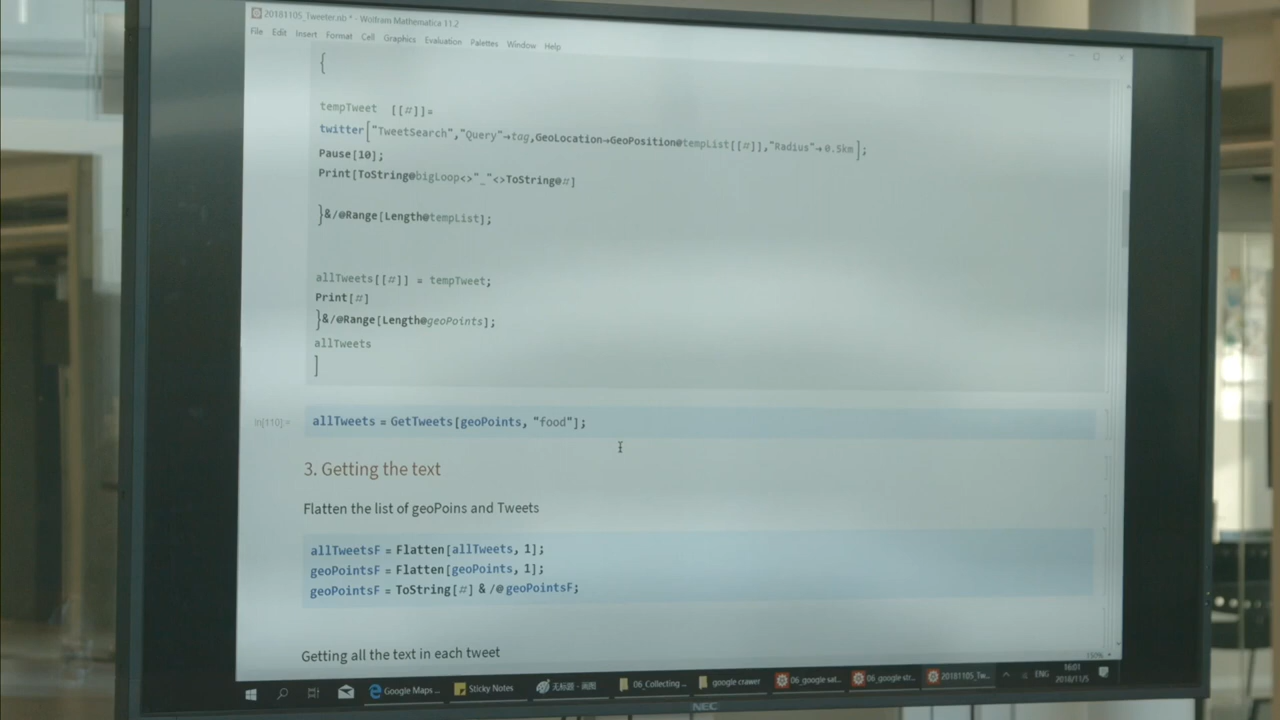 20181105_Tweeter.nb * - Wolfram Mathematica 11.2
File Edit Insert Format Cell Graphics Evaluation Palettes Window Help
{
tempTweet [[#]]=
twitter["TweetSearch","Query"→tag,GeoLocation→GeoPosition@tempList[[#]],"Radius"→0.5km];
Pause[10];
Print[ToString@bigLoop<>"_"<>ToString@#]
}&/@Range[Length@tempList];
allTweets[[#]] = tempTweet;
Print[#]
}&/@Range[Length@geoPoints];
allTweets
]
In[110]:= allTweets = GetTweets[geoPoints, "food"];
3. Getting the text
Flatten the list of geoPoins and Tweets
allTweetsF = Flatten[allTweets, 1];
geoPointsF = Flatten[geoPoints, 1];
geoPointsF = ToString[#] & /@ geoPointsF;
Getting all the text in each tweet
150%
Google Maps ... Sticky Notes 无标题 - 画图 06_Collecting ... google crawer 06_google sat... 06_google str... 20181105_Tw... ENG 16:01
2018/11/5
NEC